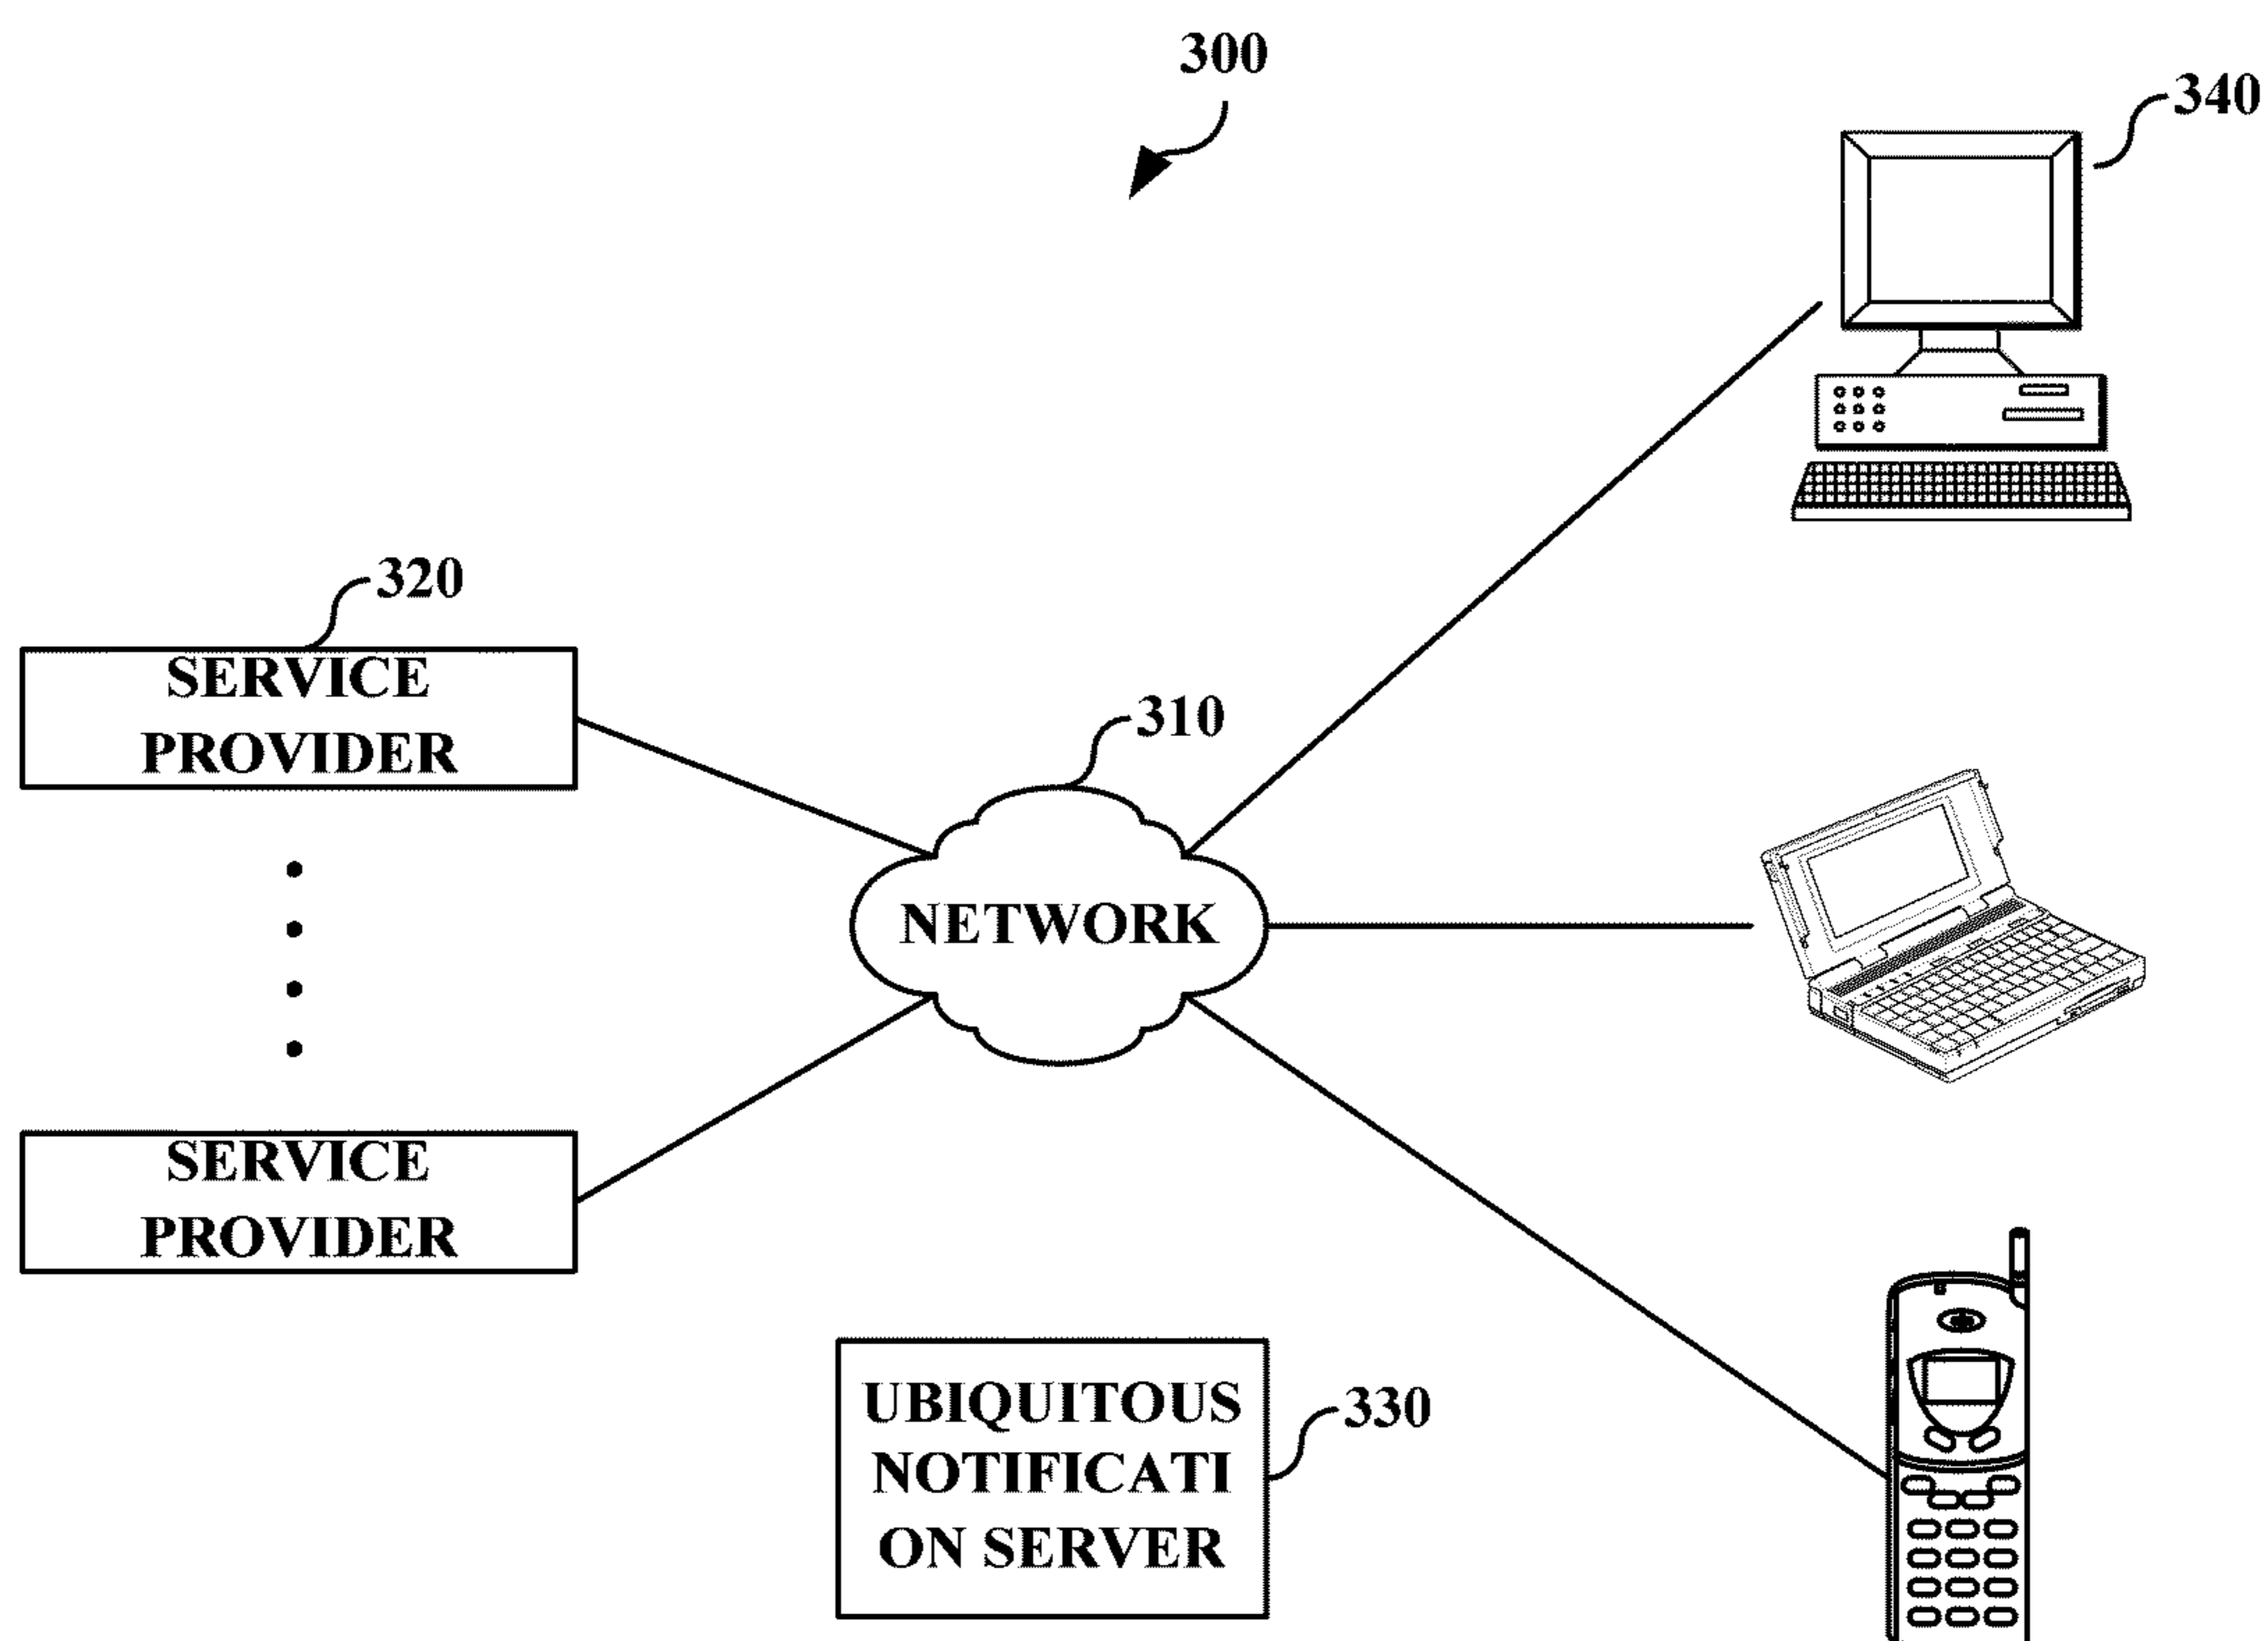 300
340
320
SERVICE
PROVIDER
310
NETWORK
SERVICE
PROVIDER
UBIQUITOUS
NOTIFICATI
ON SERVER
330